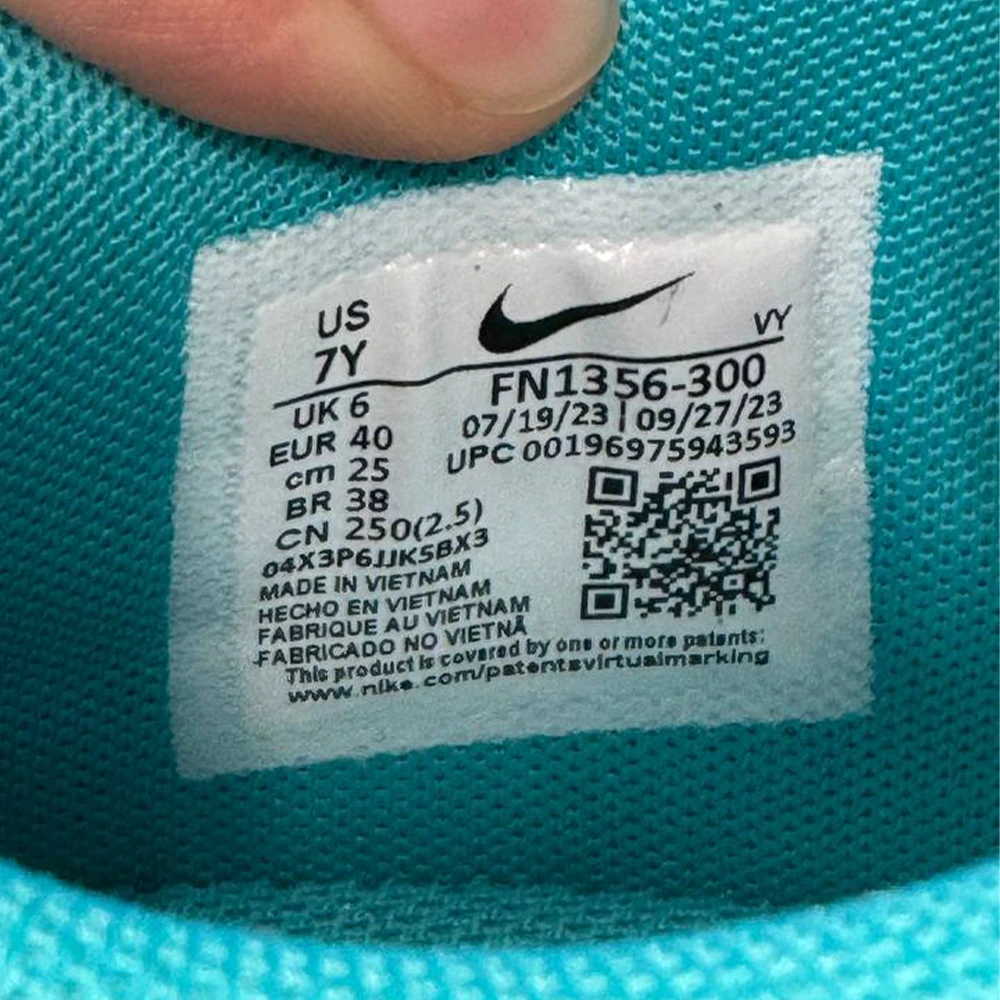 US
7Y
VY
UK 6
EUR 40
cm 25
BR 38
CN 250(2.5)
FN1356-300
07/19/23 | 09/27/23
UPC 00196975943593
04X3P6JJK5BX3
MADE IN VIETNAM
HECHO EN VIETNAM
FABRIQUE AU VIETNAM
FABRICADO NO VIETNÃ
This product is covered by one or more patents:
www.nike.com/patentsvirtualmarking